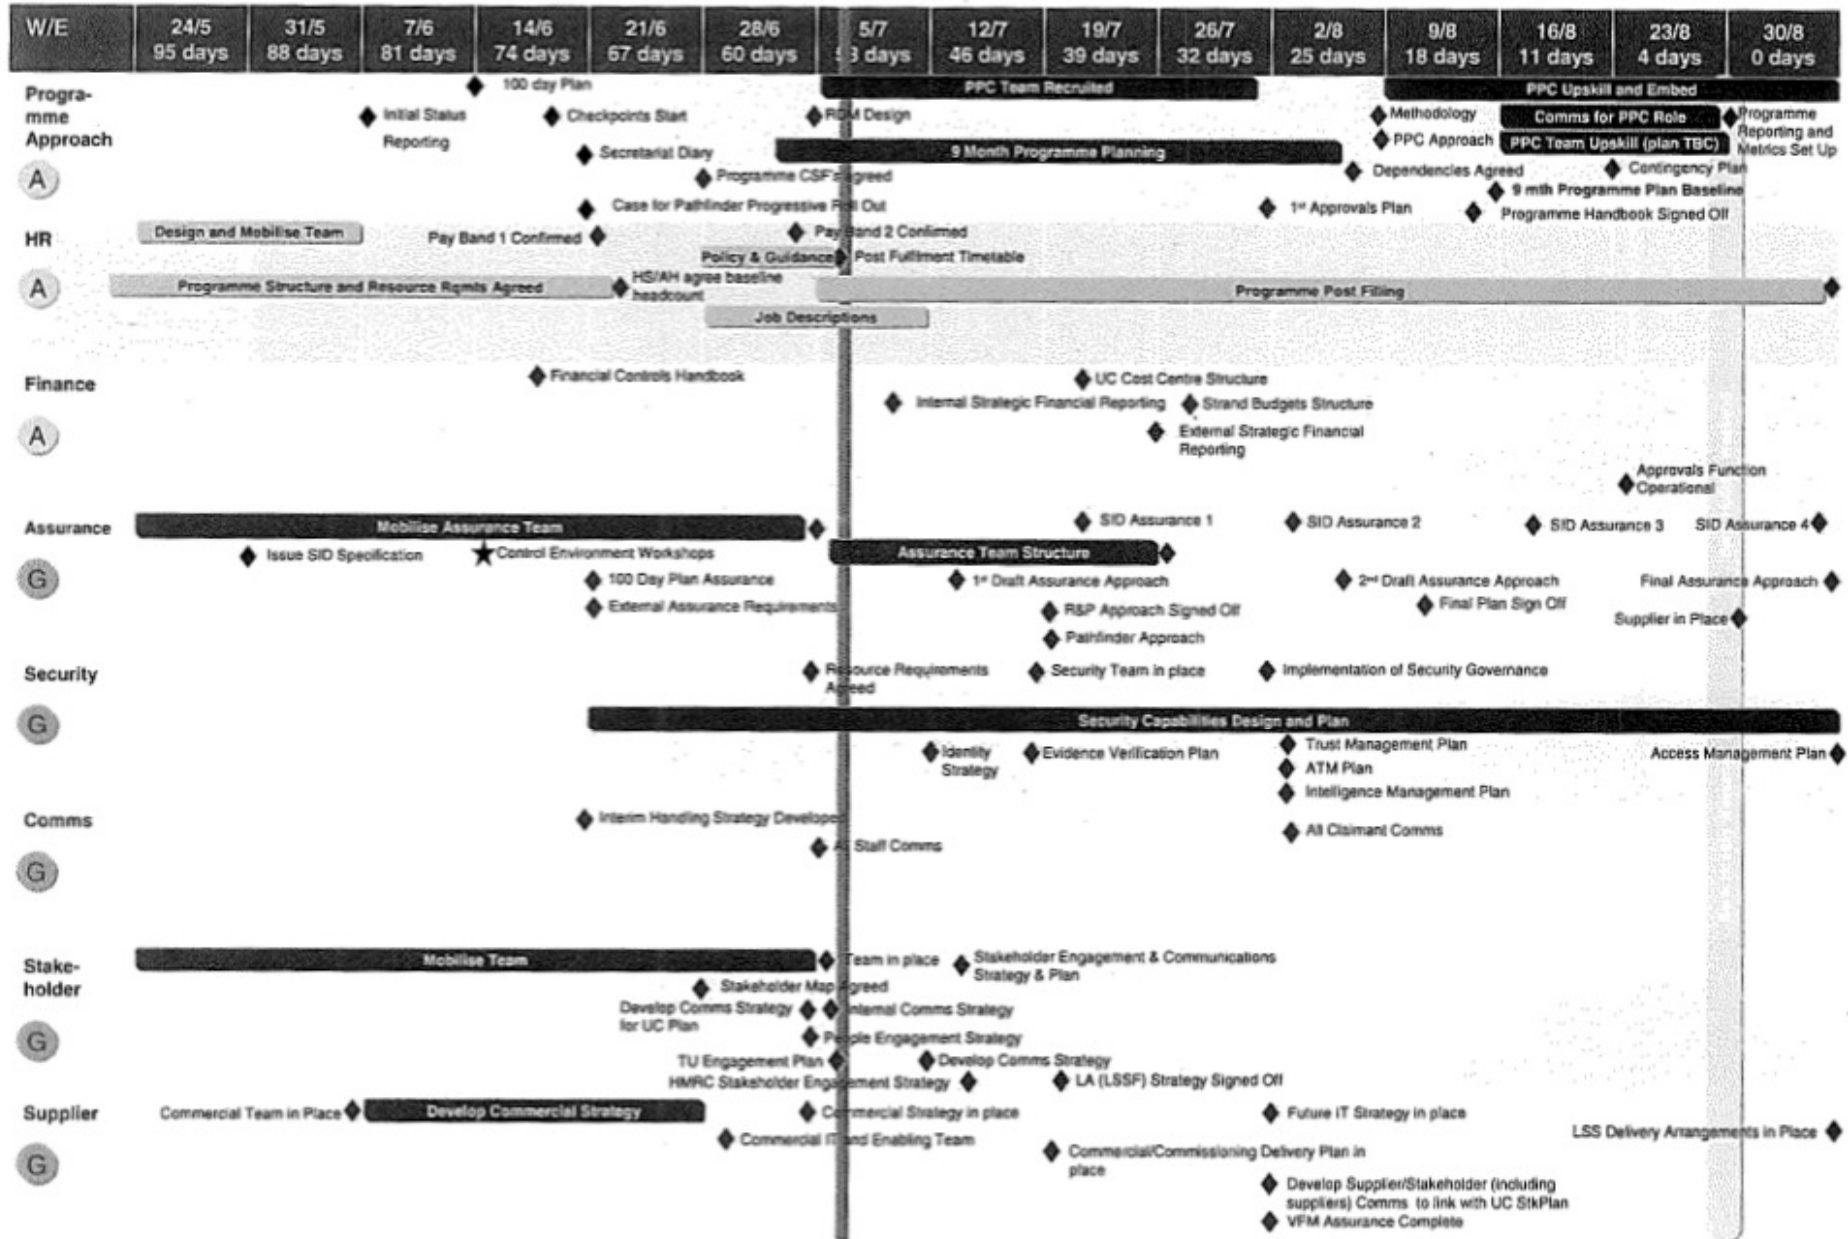 W/E
24/5
95 days
31/5
88 days
7/6
81 days
14/6
74 days
21/6
67 days
28/6
60 days
5/7
53 days
12/7
46 days
19/7
39 days
26/7
32 days
2/8
25 days
9/8
18 days
16/8
11 days
23/8
4 days
30/8
0 days
Progra-
mme
Approach
A
100 day Plan
PPC Team Recruited
PPC Upskill and Embed
Initial Status
Reporting
Checkpoints Start
Design
Methodology
Comms for PPC Role
Programme
Reporting and
Metrics Set Up
PPC Approach
PPC Team Upskill (plan TBC)
Secretarial Diary
9 Month Programme Planning
Dependencies Agreed
Contingency Plan
Programme CSF's agreed
9 mth Programme Plan Baseline
Case for Pathfinder Progressive Roll Out
1st Approvals Plan
Programme Handbook Signed Off
HR
A
Design and Mobilise Team
Pay Band 1 Confirmed
Pay Band 2 Confirmed
Policy & Guidance
Post Fulfilment Timetable
Programme Structure and Resource Rqmts Agreed
HS/AH agree baseline
headcount
Programme Post Filling
Job Descriptions
Finance
A
Financial Controls Handbook
UC Cost Centre Structure
Internal Strategic Financial Reporting
Strand Budgets Structure
External Strategic Financial
Reporting
Approvals Function
Operational
Assurance
G
Mobilise Assurance Team
SID Assurance 1
SID Assurance 2
SID Assurance 3
SID Assurance 4
Issue SID Specification
Control Environment Workshops
Assurance Team Structure
100 Day Plan Assurance
1st Draft Assurance Approach
2nd Draft Assurance Approach
Final Assurance Approach
External Assurance Requirements
R&P Approach Signed Off
Final Plan Sign Off
Supplier in Place
Pathfinder Approach
Security
G
Resource Requirements
Agreed
Security Team in place
Implementation of Security Governance
Security Capabilities Design and Plan
Identity
Strategy
Evidence Verification Plan
Trust Management Plan
Access Management Plan
ATM Plan
Intelligence Management Plan
Comms
G
Interim Handling Strategy Developed
All Claimant Comms
All Staff Comms
Stake-
holder
G
Mobilise Team
Team in place
Stakeholder Engagement & Communications
Strategy & Plan
Stakeholder Map Agreed
Develop Comms Strategy
for UC Plan
Internal Comms Strategy
People Engagement Strategy
TU Engagement Plan
Develop Comms Strategy
HMRC Stakeholder Engagement Strategy
LA (LSSF) Strategy Signed Off
Supplier
G
Commercial Team in Place
Develop Commercial Strategy
Commercial Strategy in place
Future IT Strategy in place
Commercial IT and Enabling Team
LSS Delivery Arrangements in Place
Commercial/Commissioning Delivery Plan in
place
Develop Supplier/Stakeholder (including
suppliers) Comms to link with UC StkPlan
VFM Assurance Complete